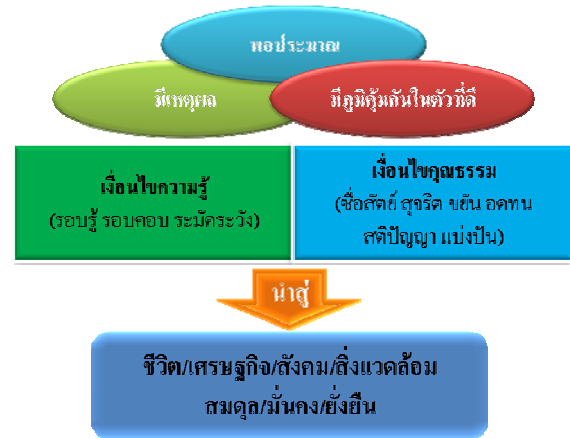 พอประมาณ
มีเหตุผล
มีภูมิคุ้มกันในตัวที่ดี
เงื่อนไขความรู้
(รอบรู้ รอบคอบ ระมัดระวัง)
เงื่อนไขคุณธรรม
(ซื่อสัตย์ สุจริต ขยัน อดทน
สติปัญญา แบ่งปัน)
นำสู่
ชีวิต/เศรษฐกิจ/สังคม/สิ่งแวดล้อม
สมดุล/มั่นคง/ยั่งยืน